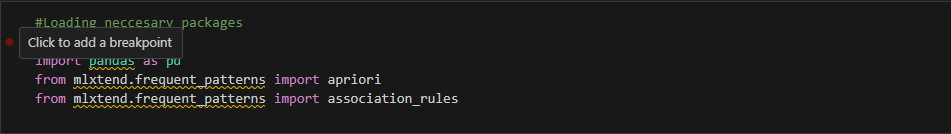 #Loading neccesary packages
Click to add a breakpoint
import pandas as pd
from mlxtend.frequent_patterns import apriori
from mlxtend.frequent_patterns import association_rules